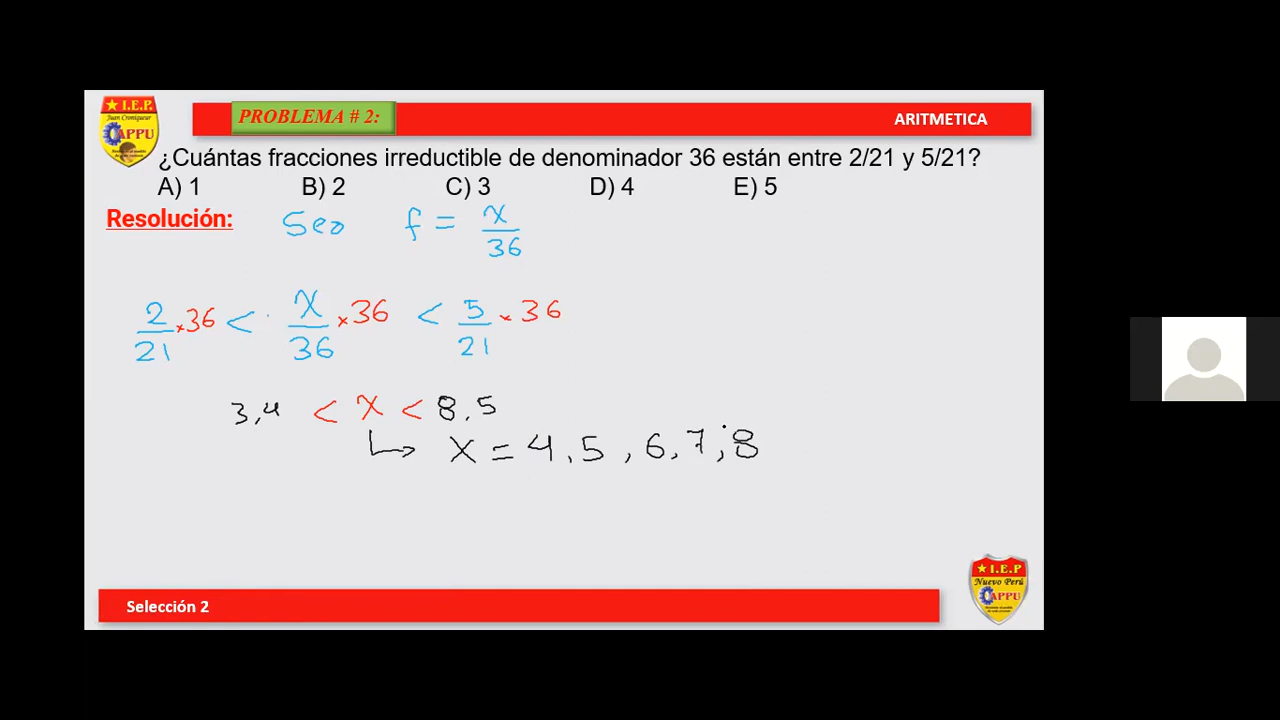 ★ I.E.P.
Juan Croniqueur
CAPPU
PROBLEMA # 2:
ARITMETICA
¿Cuántas fracciones irreductible de denominador 36 están entre 2/21 y 5/21?
A) 1 B) 2 C) 3 D) 4 E) 5
Resolución: Sea f = x/36
2/21 × 36 < x/36 × 36 < 5/21 × 36
3,4 < x < 8,5
↳ x = 4, 5, 6, 7, 8
★ I.E.P
Nuevo Perú
CAPPU
Selección 2